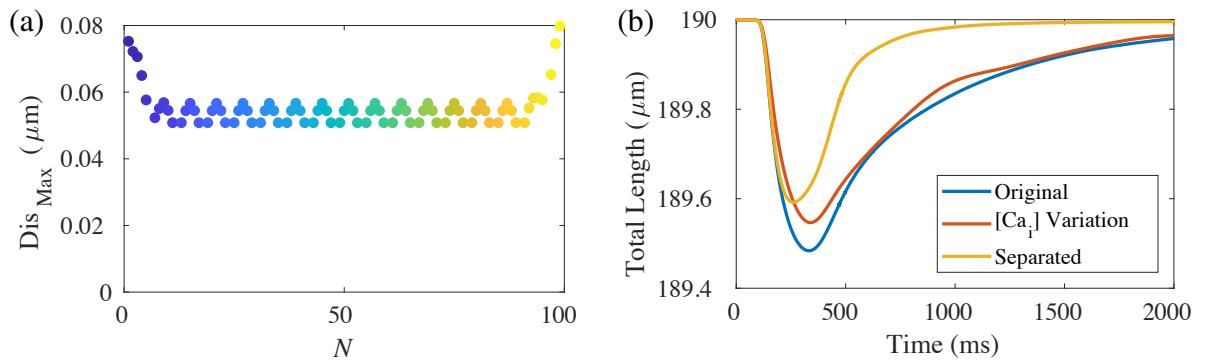 (a)
0.08
0.06
0.04
0.02
0
Dis Max (μm)
0
50
100
N
(b)
190
189.8
189.6
189.4
Total Length (μm)
0
500
1000
1500
2000
Time (ms)
Original
[Cai] Variation
Separated